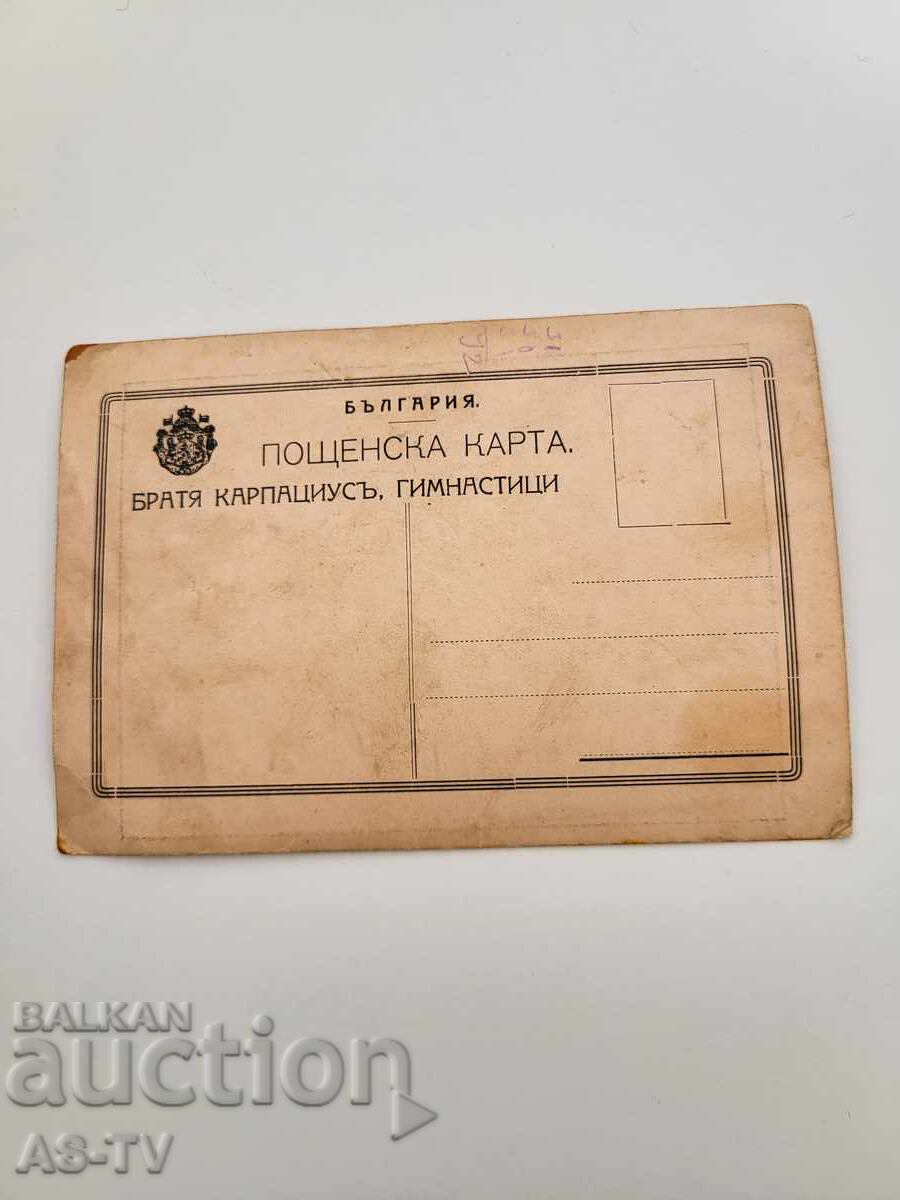 БЪЛГАРИЯ.
ПОЩЕНСКА КАРТА.
БРАТЯ КАРПАЦИУСЪ, ГИМНАСТИЦИ
BALKAN
auction
AS-TV